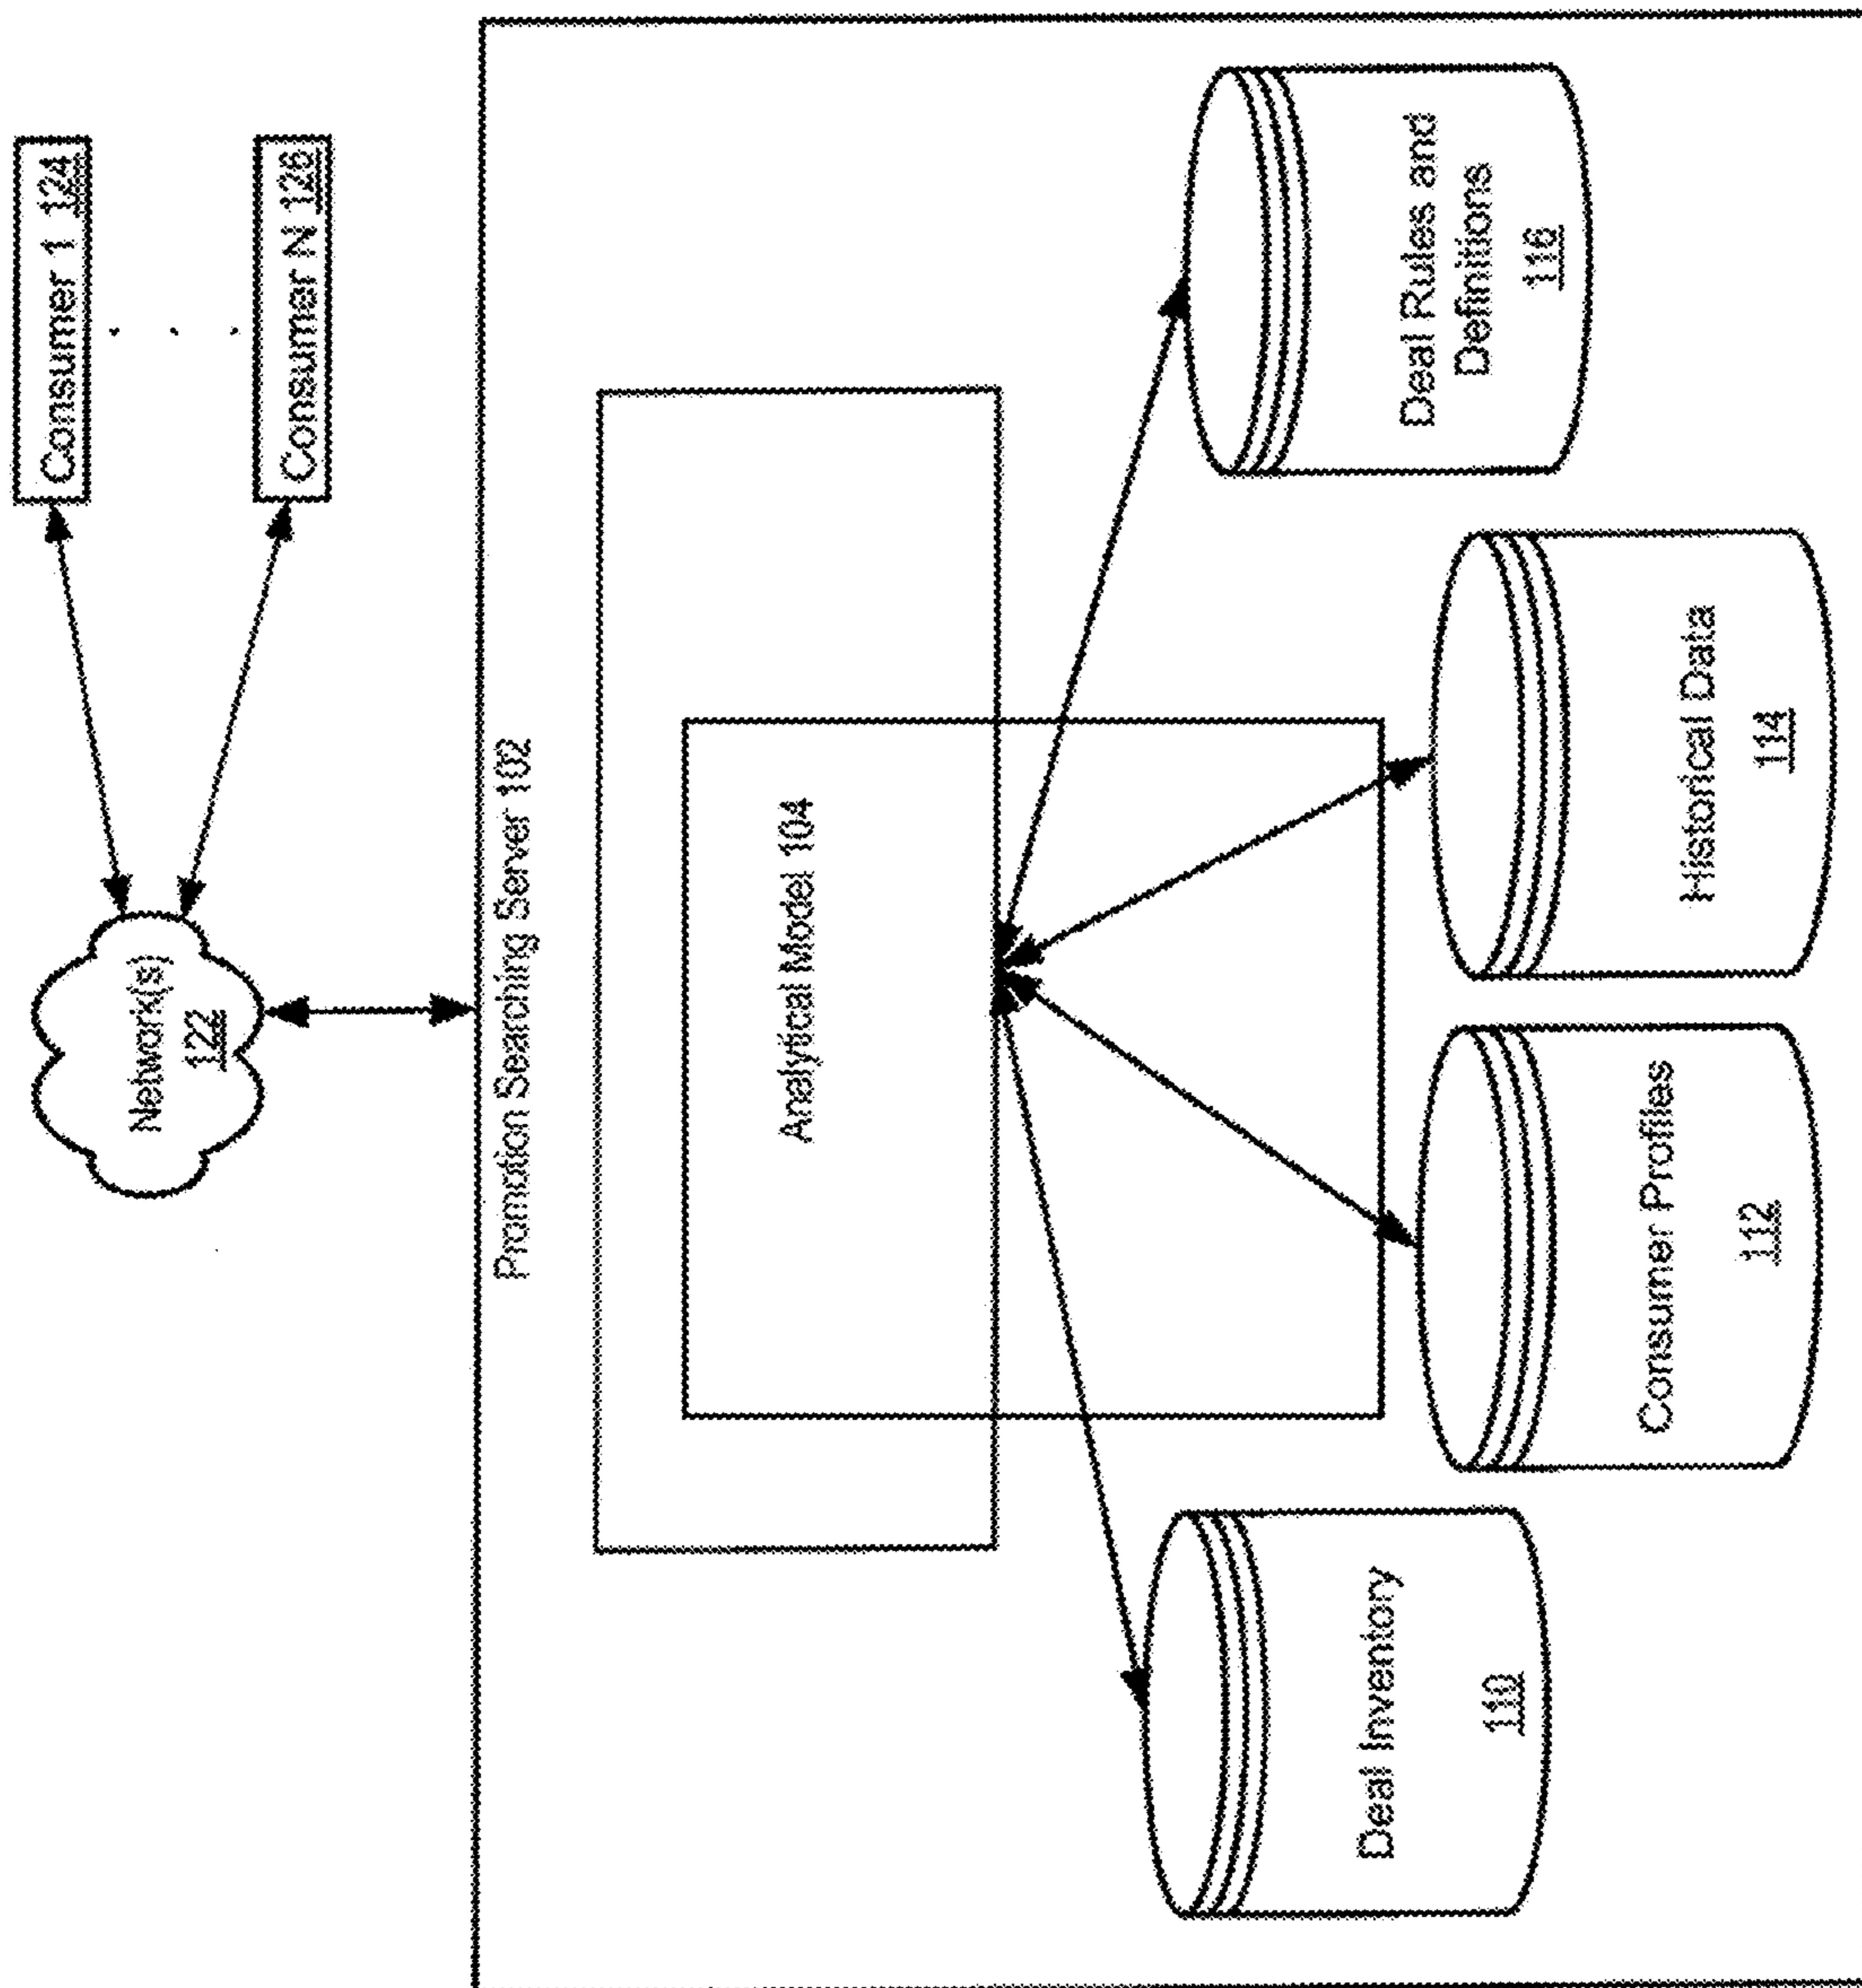 Consumer 1 124
Consumer N 126
Network(s)
122
Promotion Searching Server 102
Analytical Model 104
Deal Inventory
110
Consumer Profiles
112
Historical Data
114
Deal Rules and
Definitions
116